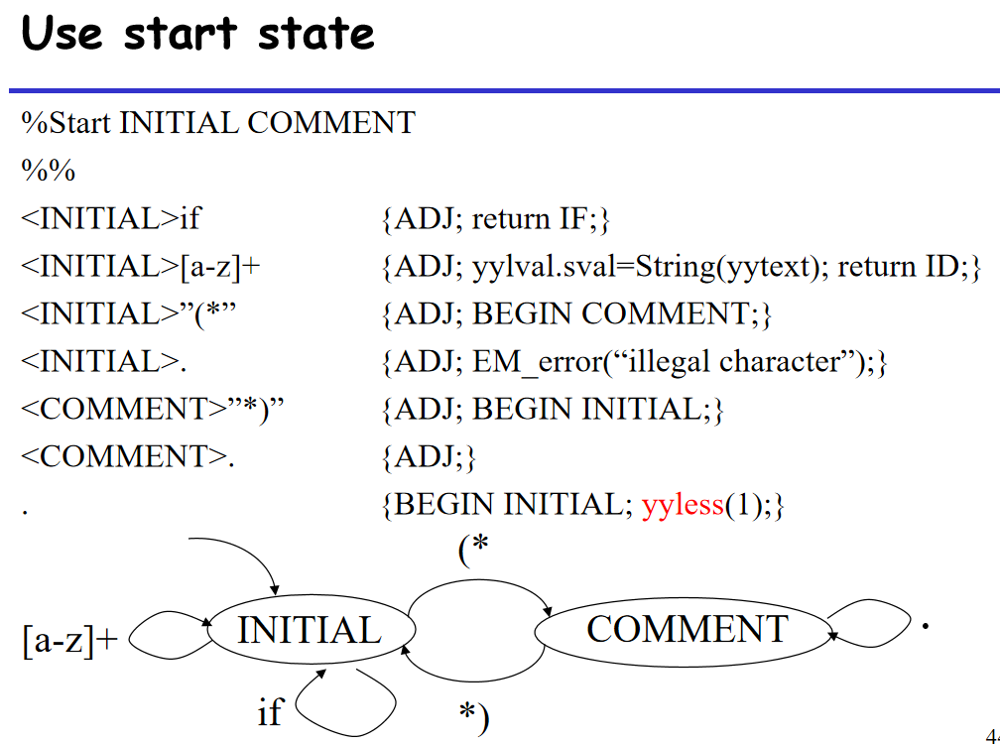 Use start state
%Start INITIAL COMMENT
%%
<INITIAL>if {ADJ; return IF;}
<INITIAL>[a-z]+ {ADJ; yylval.sval=String(yytext); return ID;}
<INITIAL>”(*” {ADJ; BEGIN COMMENT;}
<INITIAL>. {ADJ; EM_error(“illegal character”);}
<COMMENT>”*)” {ADJ; BEGIN INITIAL;}
<COMMENT>. {ADJ;}
. {BEGIN INITIAL; yyless(1);}
(*
[a-z]+ INITIAL COMMENT .
if *)